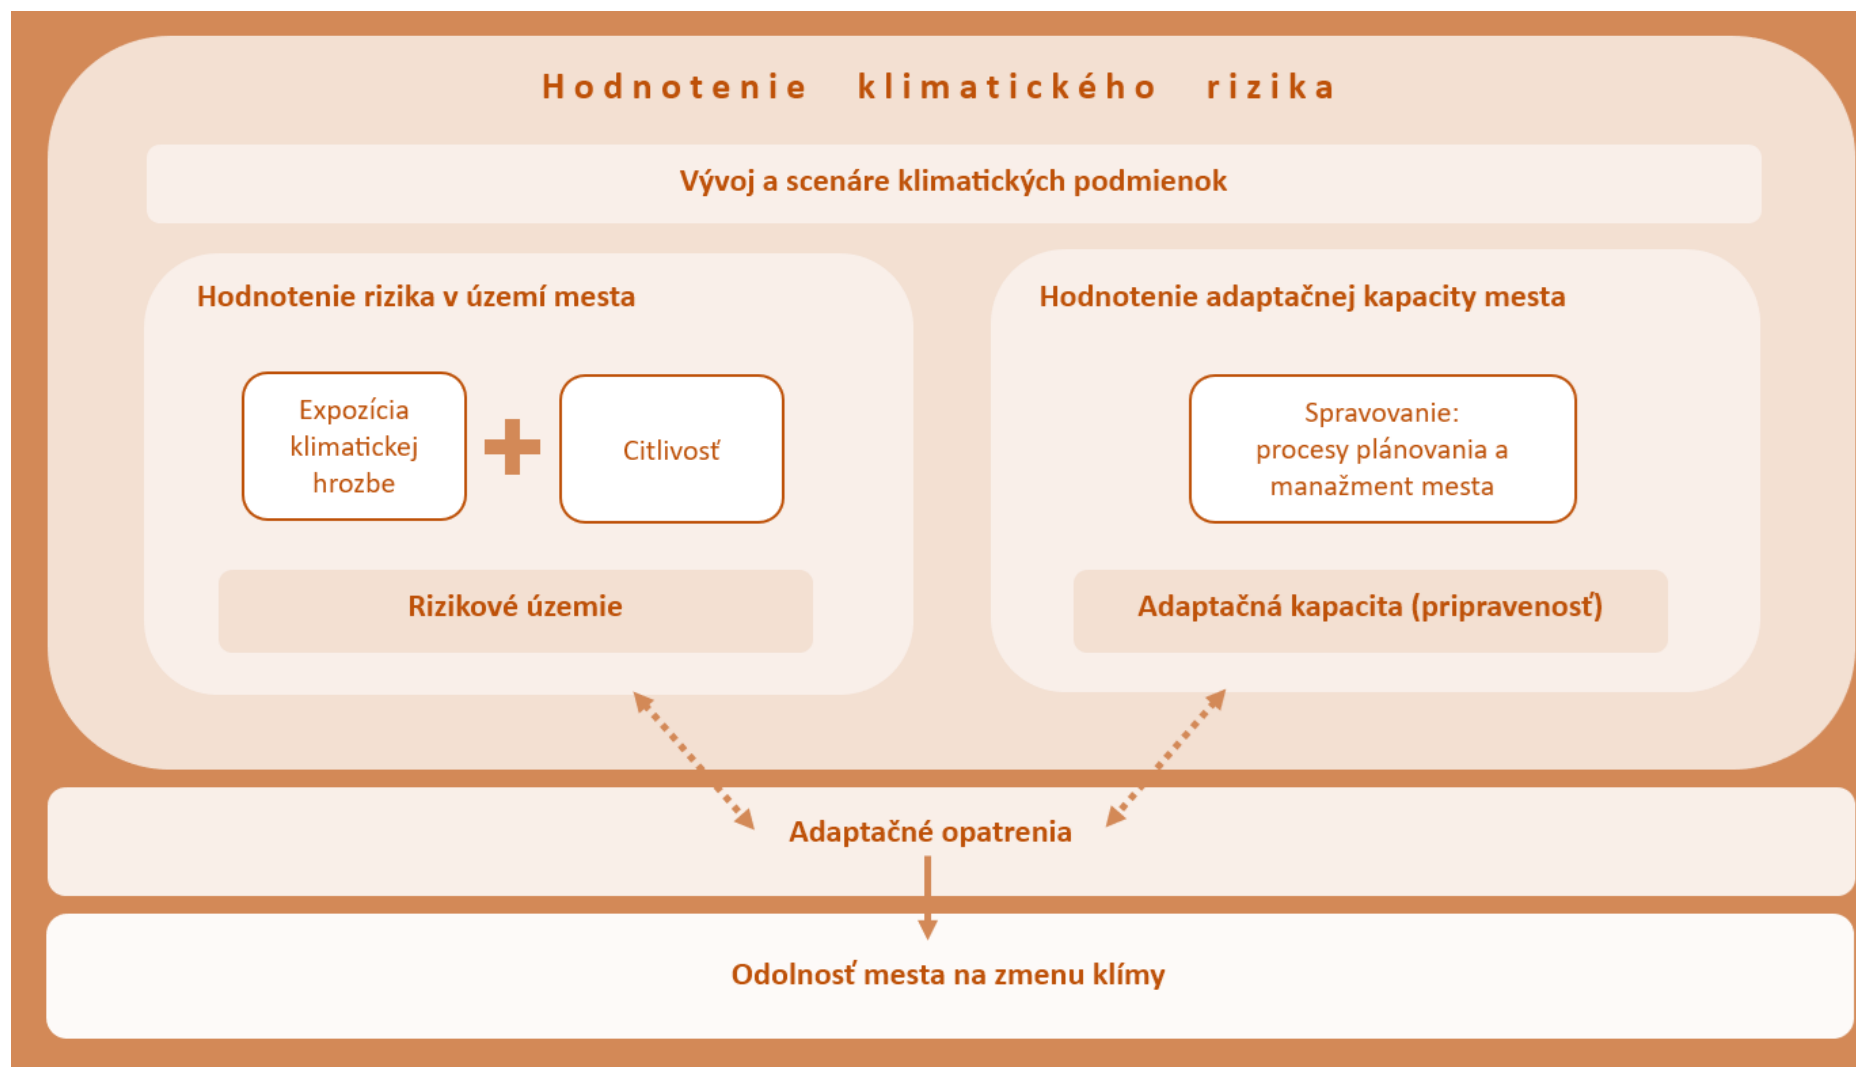 Hodnotenie klimatického rizika
Vývoj a scenáre klimatických podmienok
Hodnotenie rizika v území mesta
Expozícia
klimatickej
hrozbe
Citlivosť
Rizikové územie
Hodnotenie adaptačnej kapacity mesta
Spravovanie:
procesy plánovania a
manažment mesta
Adaptačná kapacita (pripravenosť)
Adaptačné opatrenia
Odolnosť mesta na zmenu klímy